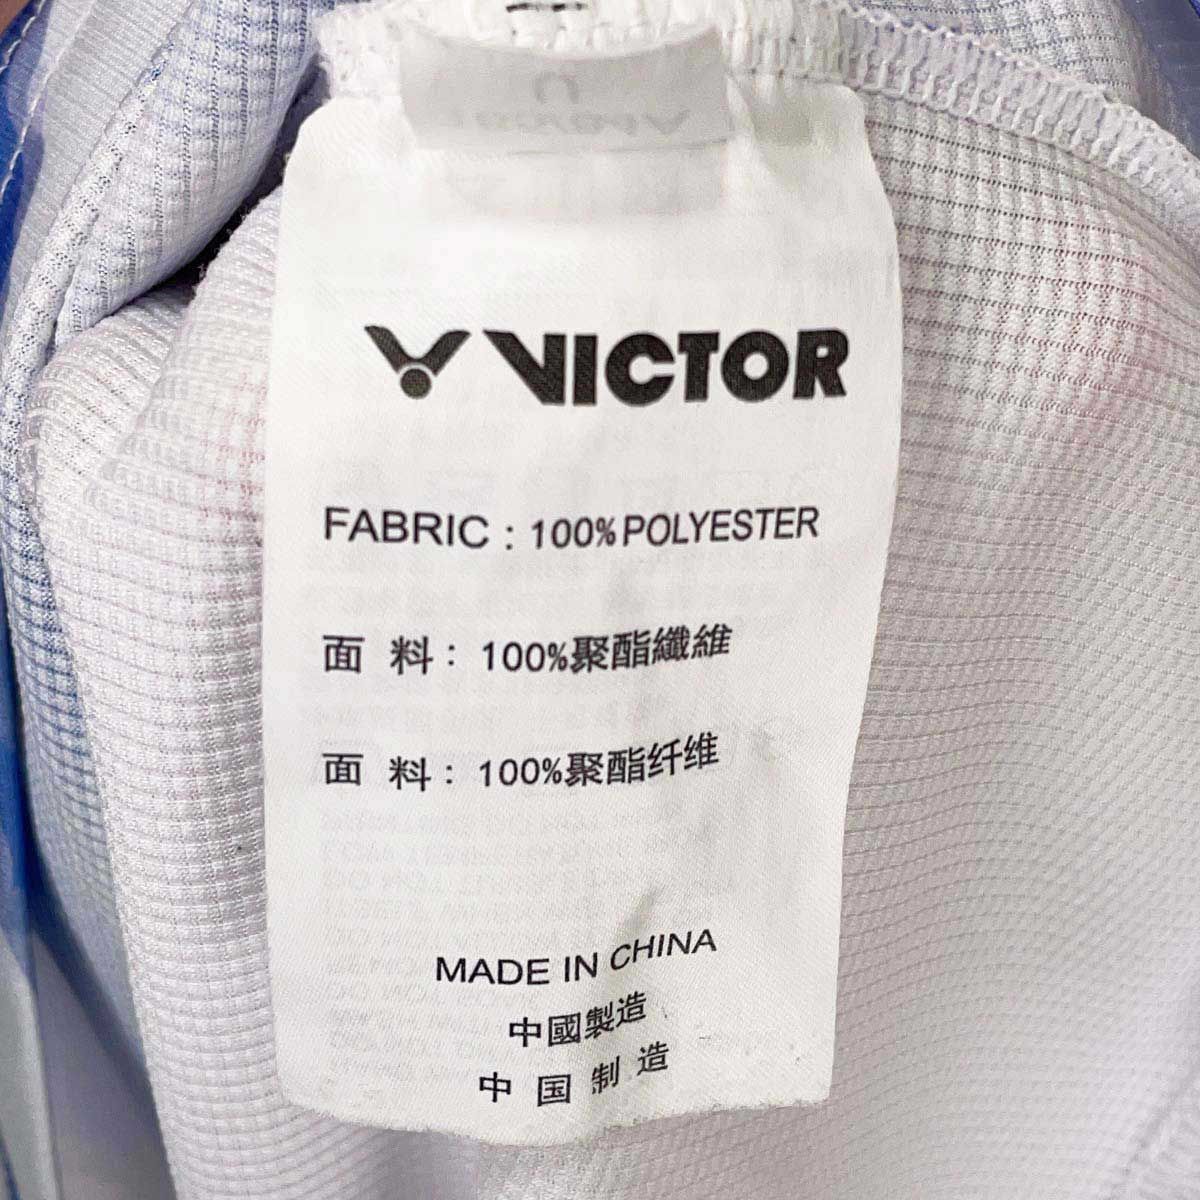 VICTOR
FABRIC : 100% POLYESTER
面 料 : 100%聚酯纖維
面 料 : 100%聚酯纤维
MADE IN CHINA
中國製造
中 国 制 造